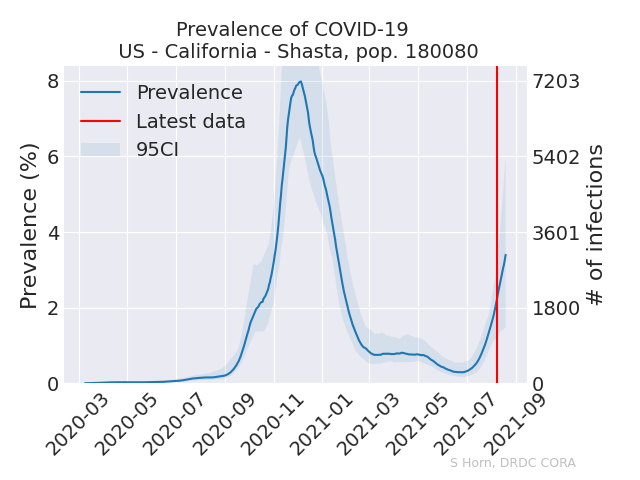 Prevalence of COVID-19
US - California - Shasta, pop. 180080
Prevalence
Latest data
95CI
Prevalence (%)
8
6
4
2
0
7203
5402
3601
1800
0
# of infections
2020-03
2020-05
2020-07
2020-09
2020-11
2021-01
2021-03
2021-05
2021-07
2021-09
S Horn, DRDC CORA